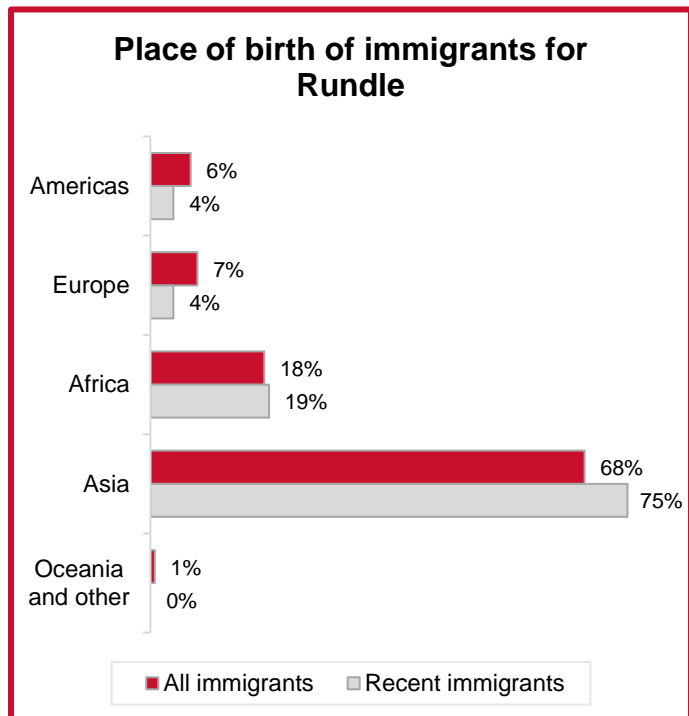 Place of birth of immigrants for
Rundle
Americas
6%
4%
Europe
7%
4%
Africa
18%
19%
Asia
68%
75%
Oceania
and other
1%
0%
All immigrants
Recent immigrants